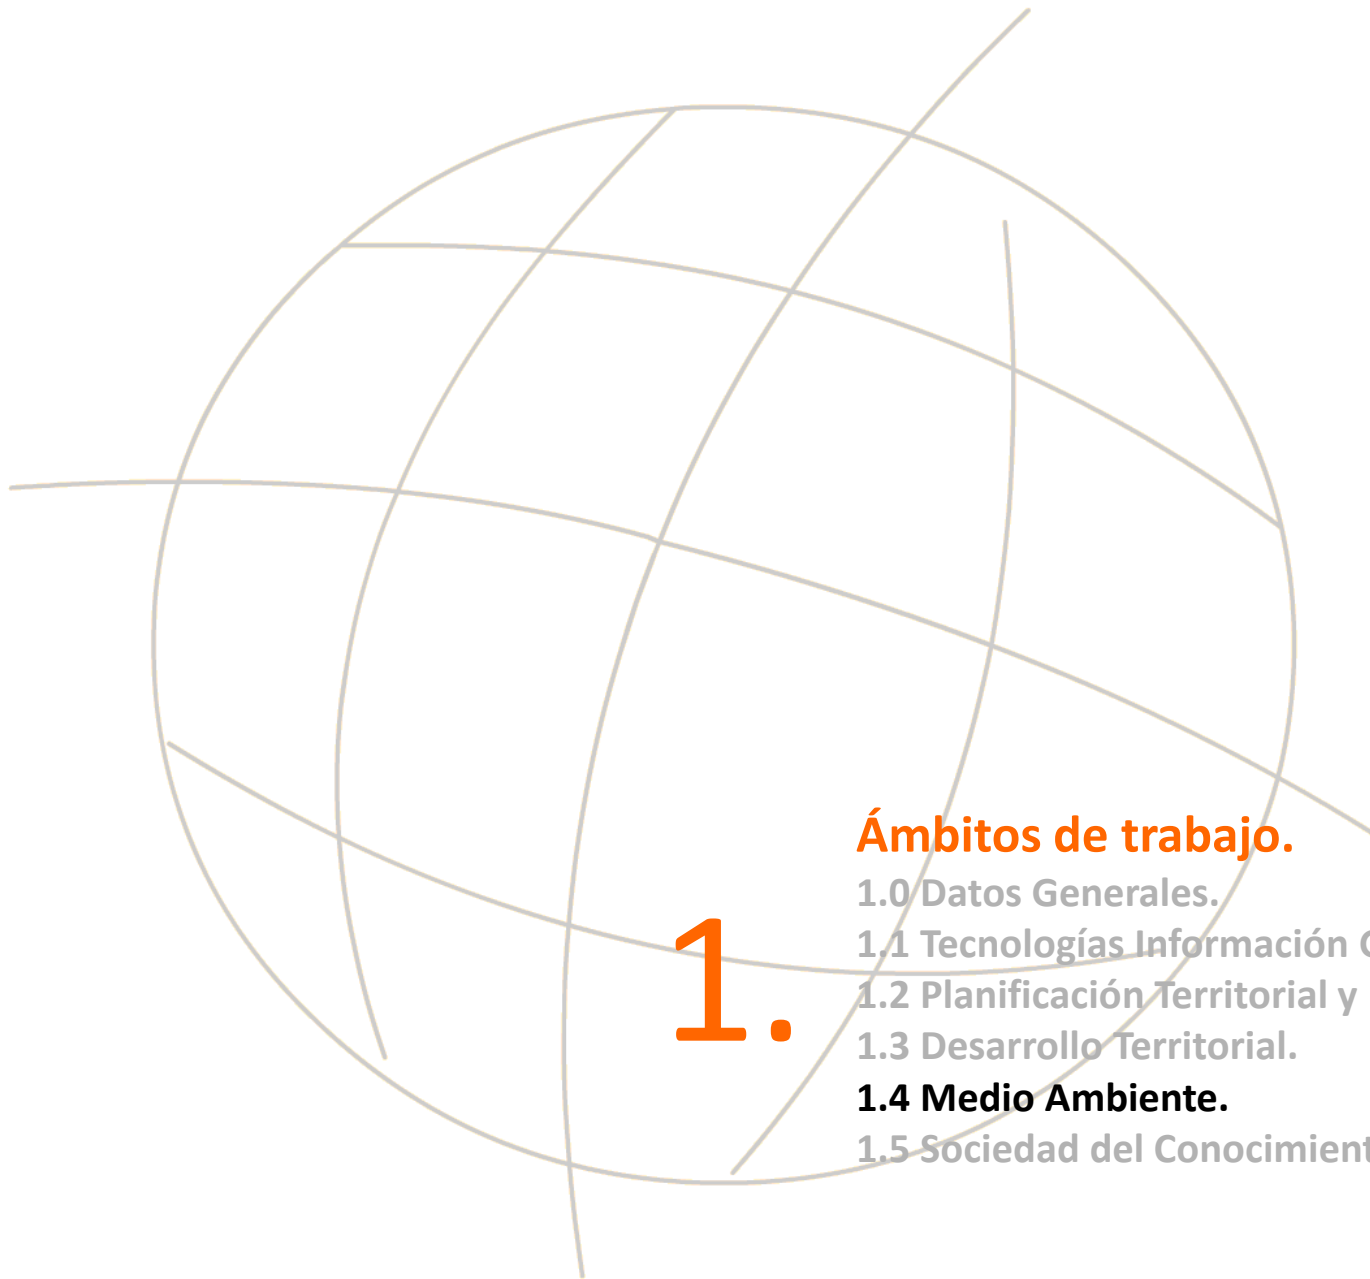 Ámbitos de trabajo.
1.
1.0 Datos Generales.
1.1 Tecnologías Información
1.2 Planificación Territorial y
1.3 Desarrollo Territorial.
1.4 Medio Ambiente.
1.5 Sociedad del